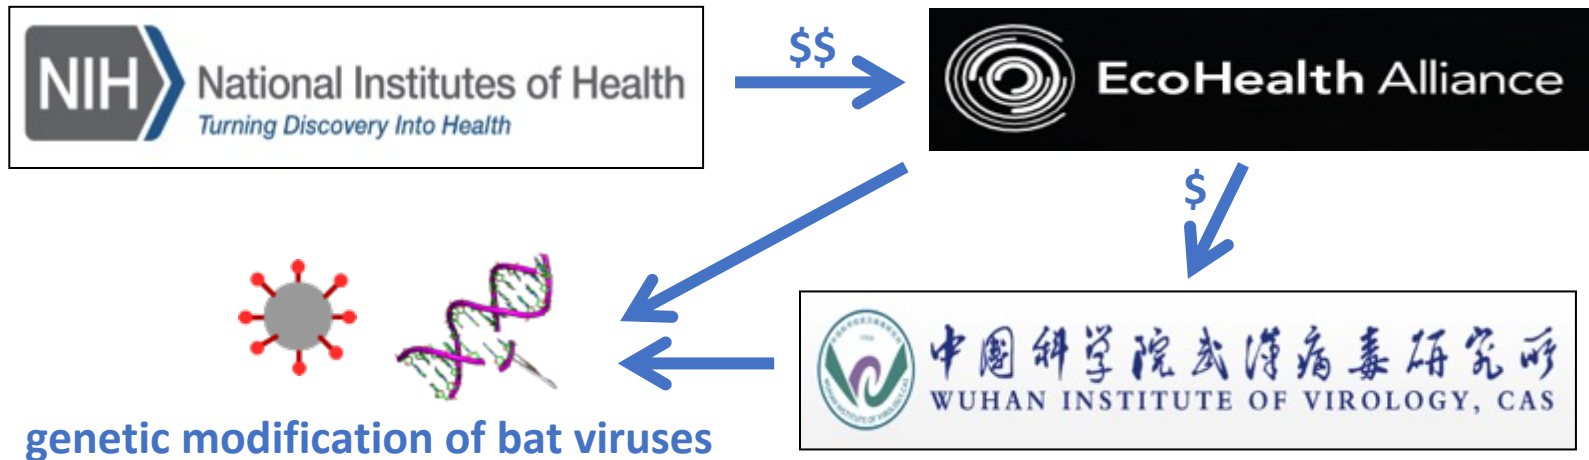 NIH
National Institutes of Health
Turning Discovery Into Health
$$
EcoHealth Alliance
$
中國科学院武漢病毒研究所
WUHAN INSTITUTE OF VIROLOGY, CAS
genetic modification of bat viruses